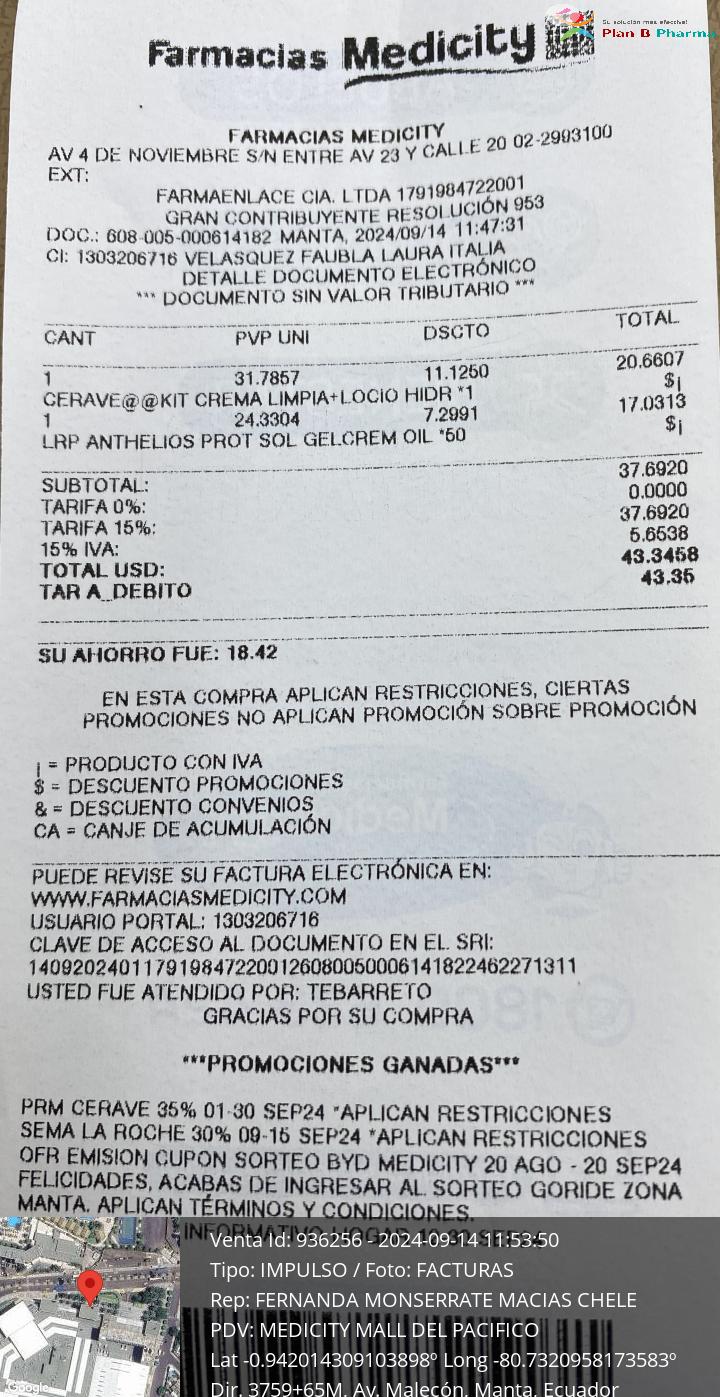 Su solución más efectiva!
Plan B Pharma
Farmacias Medicity
FARMACIAS MEDICITY
AV 4 DE NOVIEMBRE S/N ENTRE AV 23 Y CALLE 20 02-2993100
EXT:
FARMAENLACE CIA. LTDA 1791984722001
GRAN CONTRIBUYENTE RESOLUCIÓN 953
DOC.: 608-005-000614182 MANTA, 2024/09/14 11:47:31
CI: 1303206716 VELASQUEZ FAUBLA LAURA ITALIA
DETALLE DOCUMENTO ELECTRÓNICO
*** DOCUMENTO SIN VALOR TRIBUTARIO ***
CANT PVP UNI DSCTO TOTAL
1 31.7857 11.1250 20.6607
CERAVE@@KIT CREMA LIMPIA+LOCIO HIDR *1 $¡
1 24.3304 7.2991 17.0313
LRP ANTHELIOS PROT SOL GELCREM OIL *50 $¡
SUBTOTAL: 37.6920
TARIFA 0%: 0.0000
TARIFA 15%: 37.6920
15% IVA: 5.6538
TOTAL USD: 43.3458
TAR A_DEBITO 43.35
SU AHORRO FUE: 18.42
EN ESTA COMPRA APLICAN RESTRICCIONES, CIERTAS
PROMOCIONES NO APLICAN PROMOCIÓN SOBRE PROMOCIÓN
¡ = PRODUCTO CON IVA
$ = DESCUENTO PROMOCIONES
& = DESCUENTO CONVENIOS
CA = CANJE DE ACUMULACIÓN
PUEDE REVISE SU FACTURA ELECTRÓNICA EN:
WWW.FARMACIASMEDICITY.COM
USUARIO PORTAL: 1303206716
CLAVE DE ACCESO AL DOCUMENTO EN EL SRI:
1409202401179198472200126080050006141822462271311
USTED FUE ATENDIDO POR: TEBARRETO
GRACIAS POR SU COMPRA
***PROMOCIONES GANADAS***
PRM CERAVE 35% 01-30 SEP24 *APLICAN RESTRICCIONES
SEMA LA ROCHE 30% 09-15 SEP24 *APLICAN RESTRICCIONES
OFR EMISION CUPON SORTEO BYD MEDICITY 20 AGO - 20 SEP24
FELICIDADES, ACABAS DE INGRESAR AL SORTEO GORIDE ZONA
MANTA. APLICAN TÉRMINOS Y CONDICIONES.
INFORMATIVO HOGAR
Venta Id: 936256 - 2024-09-14 11:53:50
Tipo: IMPULSO / Foto: FACTURAS
Rep: FERNANDA MONSERRATE MACIAS CHELE
PDV: MEDICITY MALL DEL PACIFICO
Lat -0.942014309103898º Long -80.7320958173583º
Dir. 3759+65M, Av. Malecón, Manta, Ecuador
Google